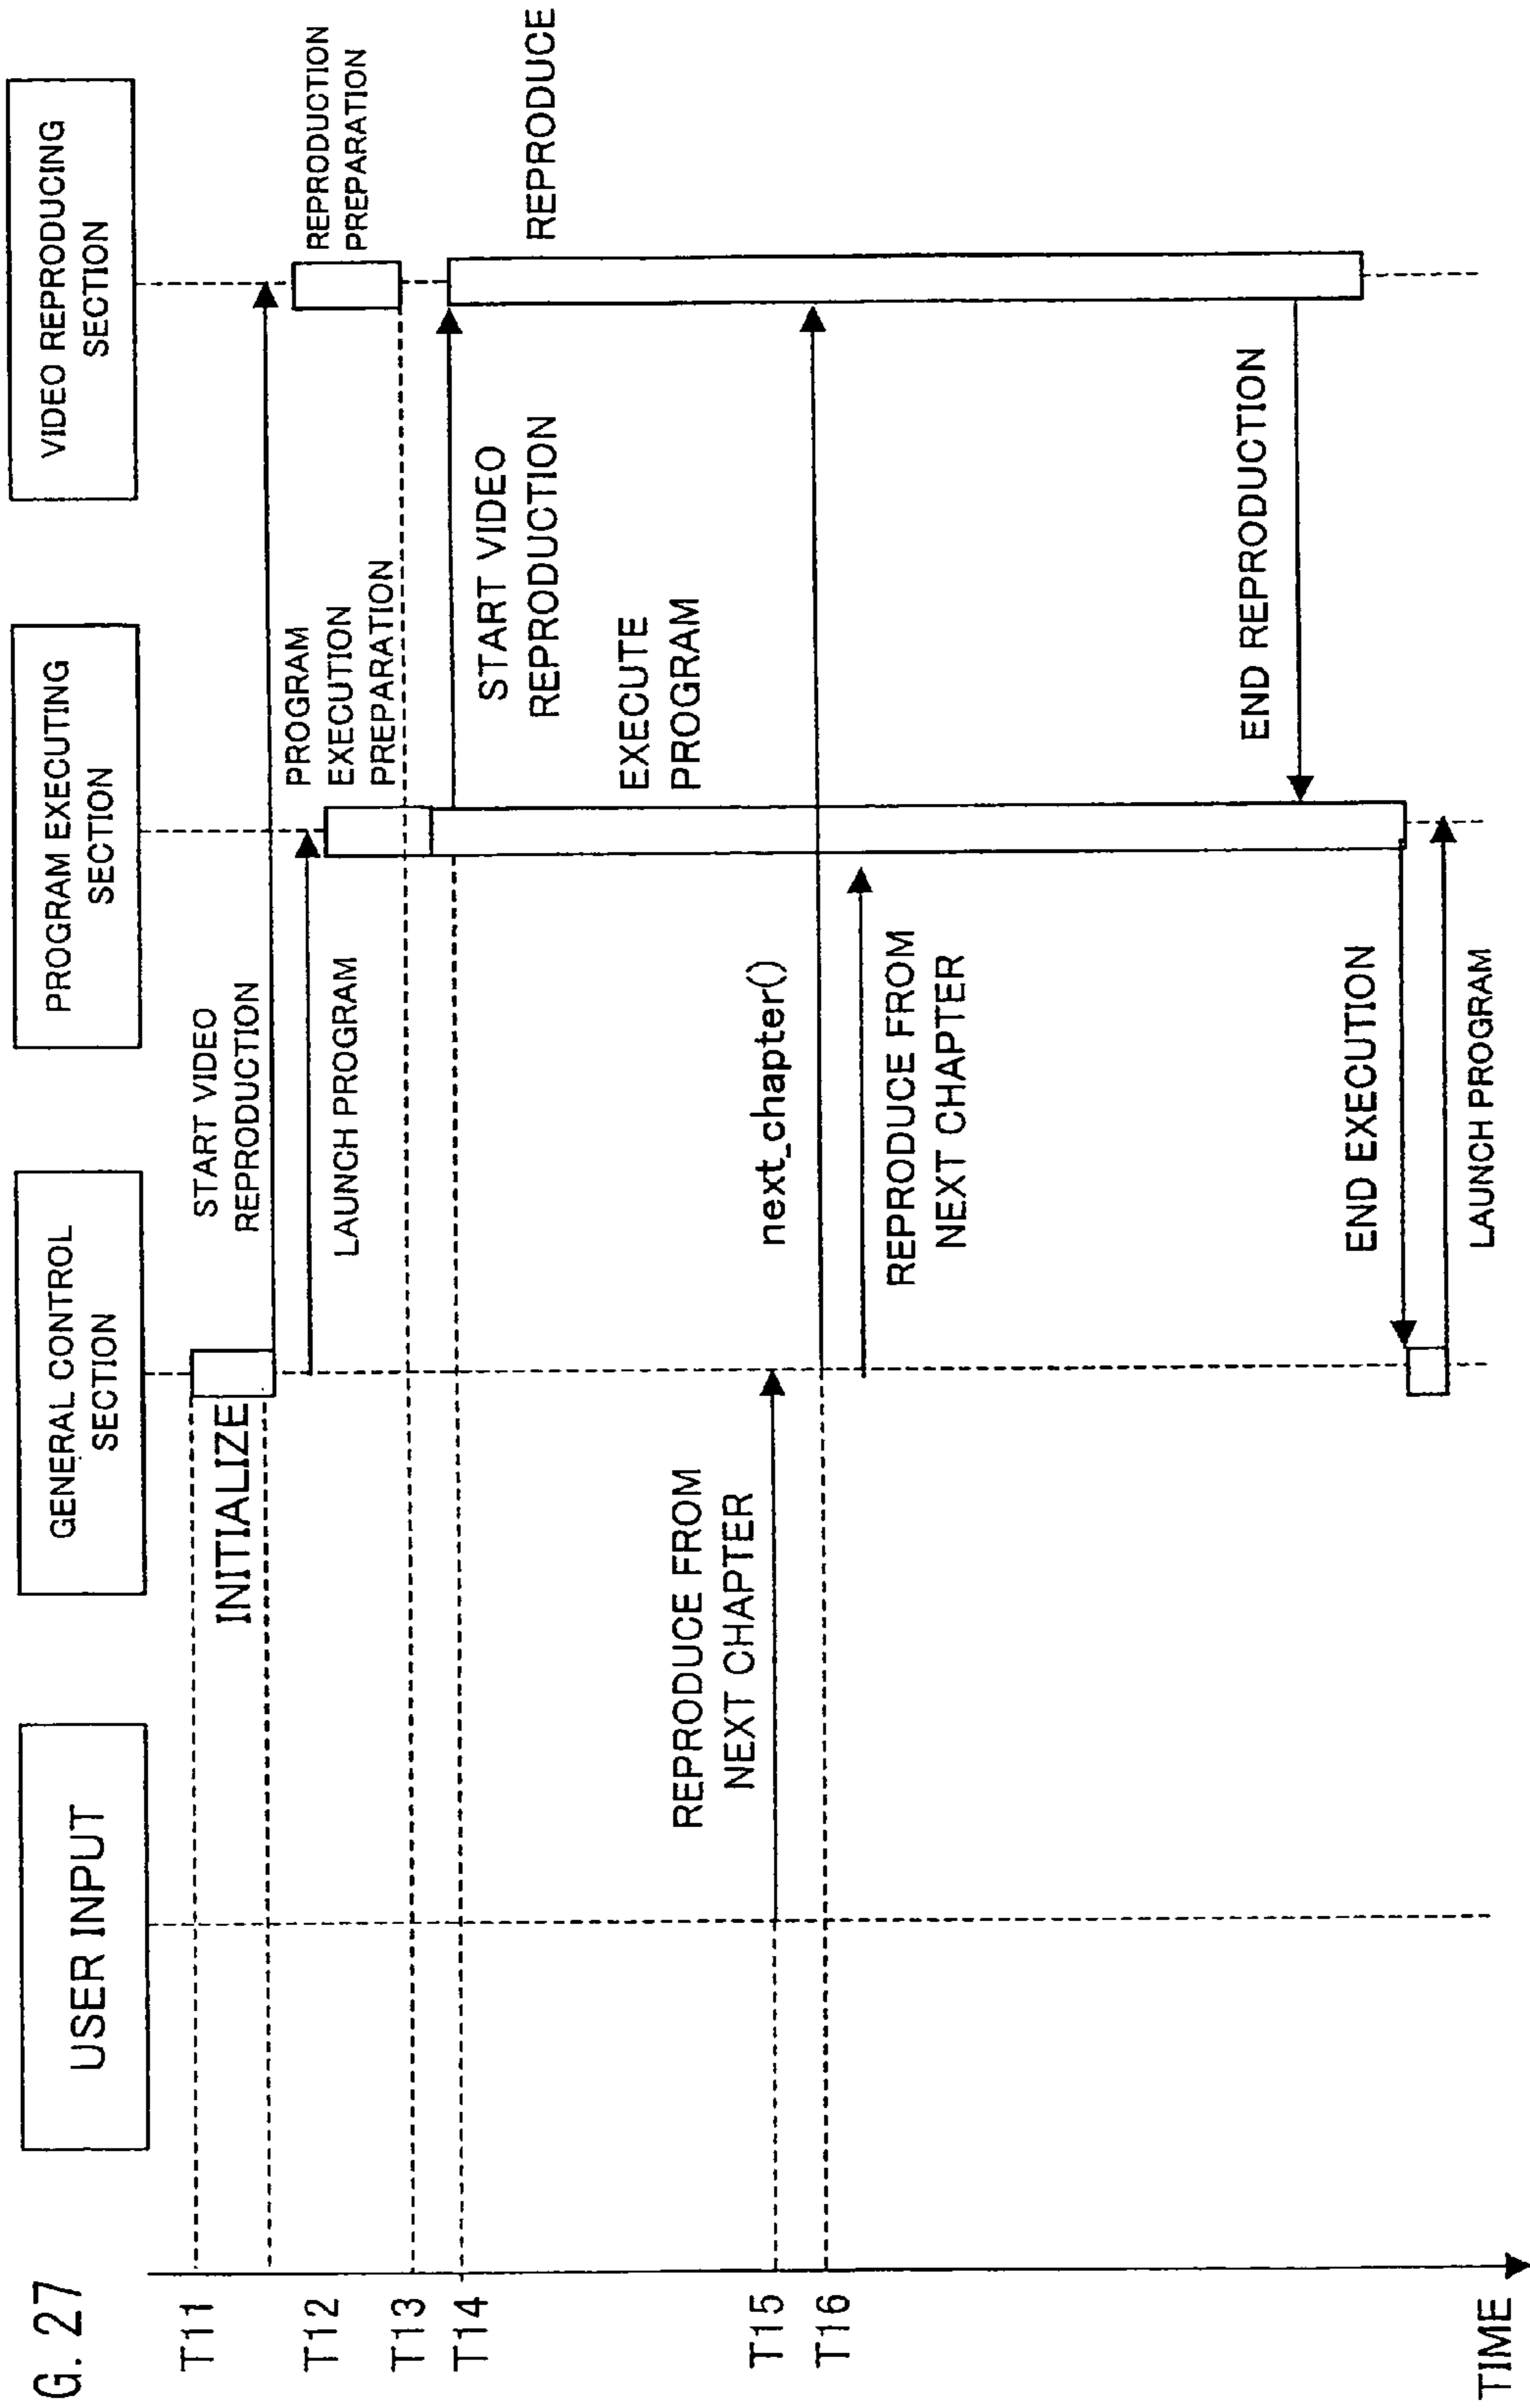 G. 27
USER INPUT
GENERAL CONTROL
SECTION
PROGRAM EXECUTING
SECTION
VIDEO REPRODUCING
SECTION
T11
INITIALIZE
START VIDEO
REPRODUCTION
T12
LAUNCH PROGRAM
PROGRAM
EXECUTION
PREPARATION
REPRODUCTION
PREPARATION
T13
T14
START VIDEO
REPRODUCTION
REPRODUCE
EXECUTE
PROGRAM
T15
REPRODUCE FROM
NEXT CHAPTER
T16
next_chapter()
REPRODUCE FROM
NEXT CHAPTER
END REPRODUCTION
END EXECUTION
LAUNCH PROGRAM
TIME